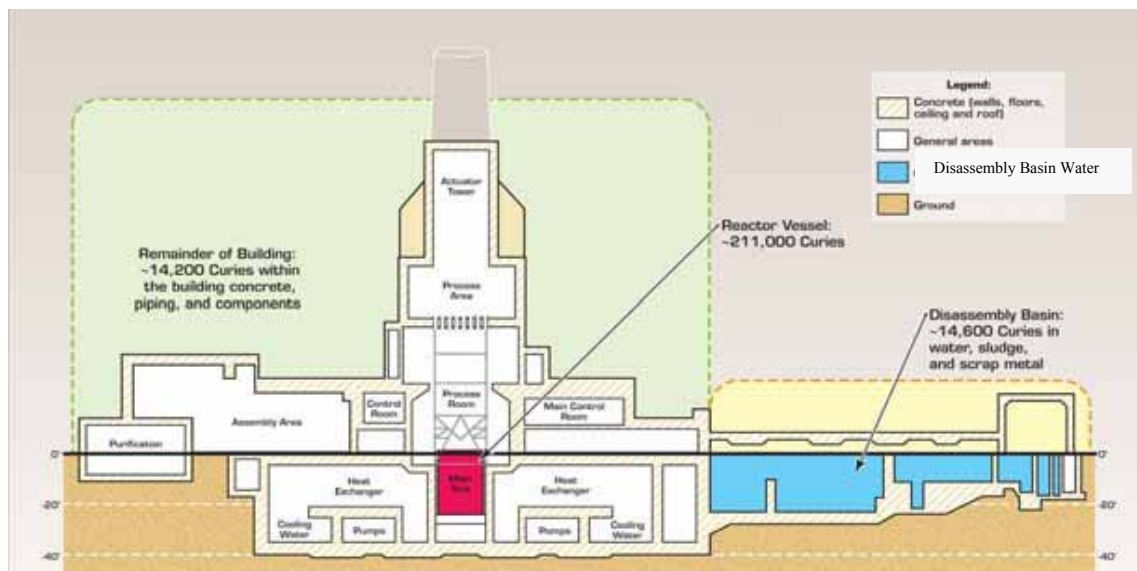 Legend:
Concrete (walls, floors,
ceiling and roof)
General areas
Disassembly Basin Water
Ground
Actuator
Tower
Reactor Vessel:
~211,000 Curies
Remainder of Building:
~14,200 Curies within
the building concrete,
piping, and components
Process
Area
Disassembly Basin:
~14,600 Curies in
water, sludge,
and scrap metal
Process
Room
Control
Room
Main Control
Room
Assembly Area
Purification
0'
0'
Heat
Exchanger
Heat
Exchanger
-20'
-20'
Cooling
Water
Pumps
Pumps
Cooling
Water
-40'
-40'